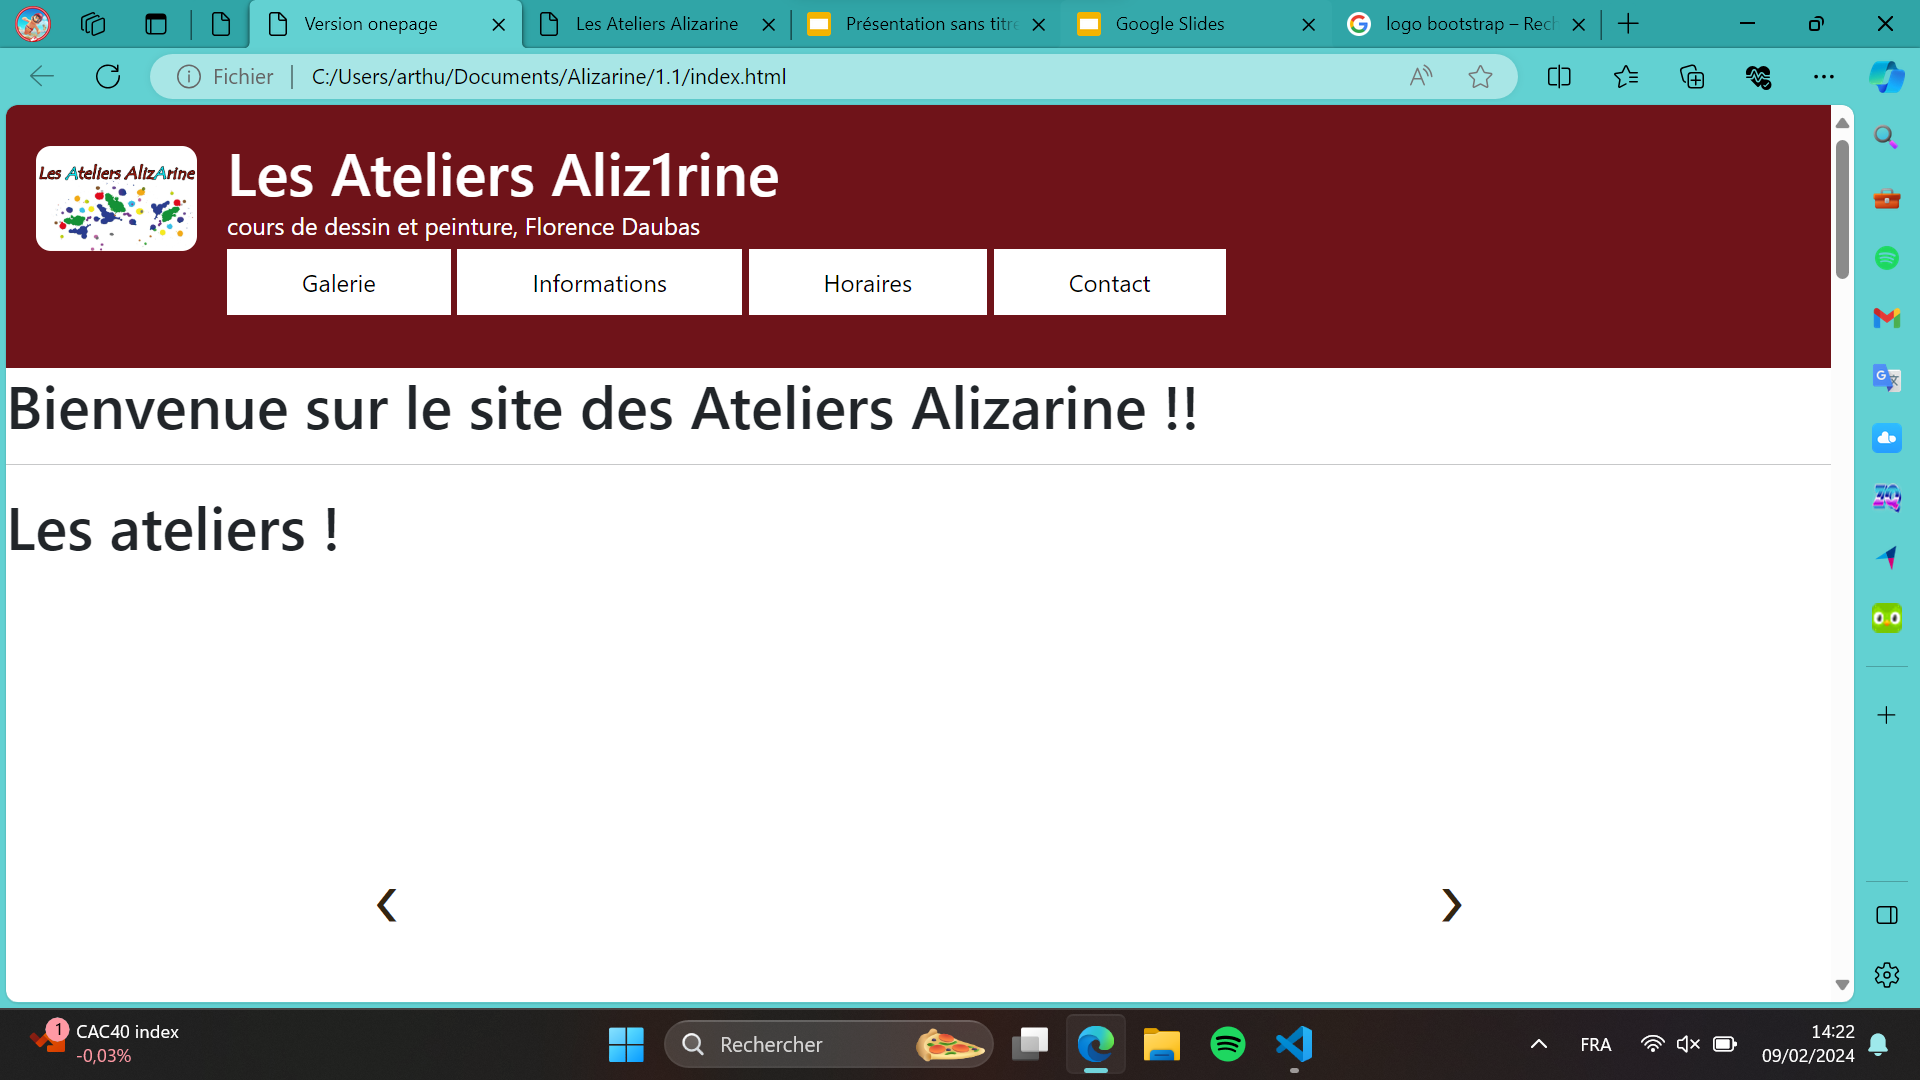 Version onepage
Les Ateliers Alizarine
Présentation sans titre
Google Slides
logo bootstrap – Rech
Fichier
C:/Users/arthu/Documents/Alizarine/1.1/index.html
Les Ateliers AlizArine
Les Ateliers Aliz1rine
cours de dessin et peinture, Florence Daubas
Galerie
Informations
Horaires
Contact
Bienvenue sur le site des Ateliers Alizarine !!
Les ateliers !
‹
›
1
CAC40 index
-0,03%
Rechercher
FRA
14:22
09/02/2024